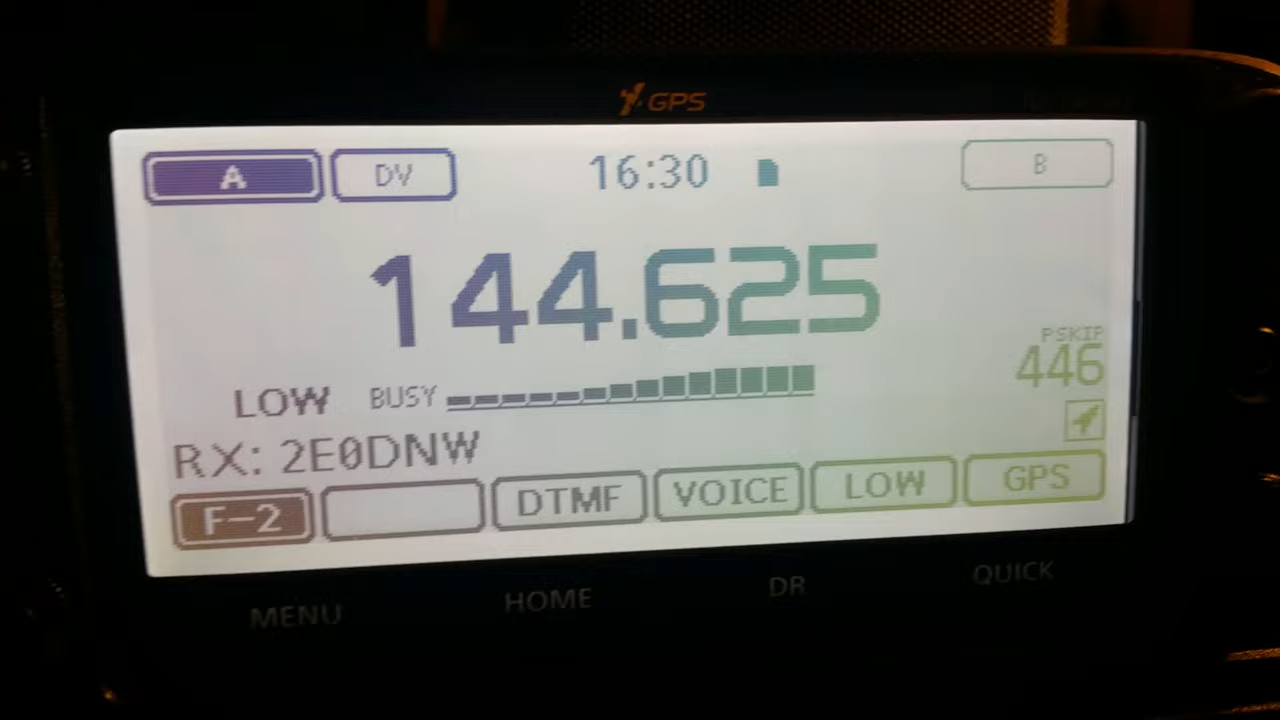 GPS
A DV 16:30 B
144.625
PSKIP
446
LOW BUSY
RX: 2E0DNW
F-2 DTMF VOICE LOW GPS
MENU HOME DR QUICK